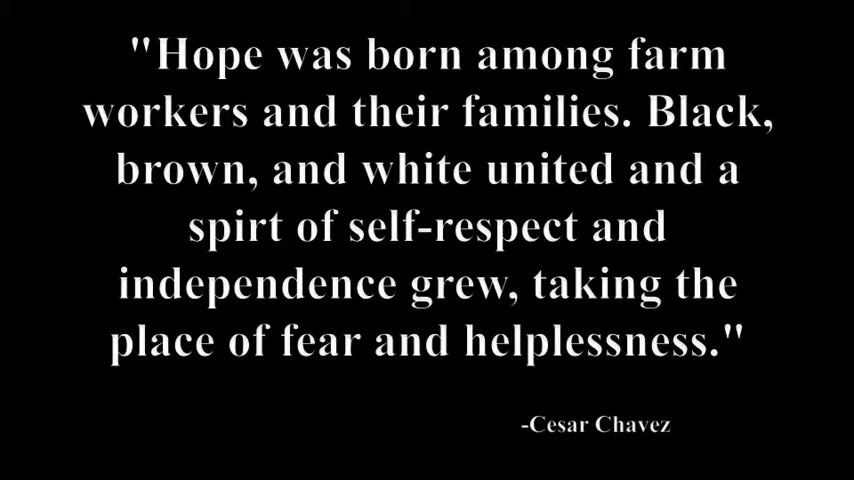 "Hope was born among farm
workers and their families. Black,
brown, and white united and a
spirt of self-respect and
independence grew, taking the
place of fear and helplessness."
-Cesar Chavez